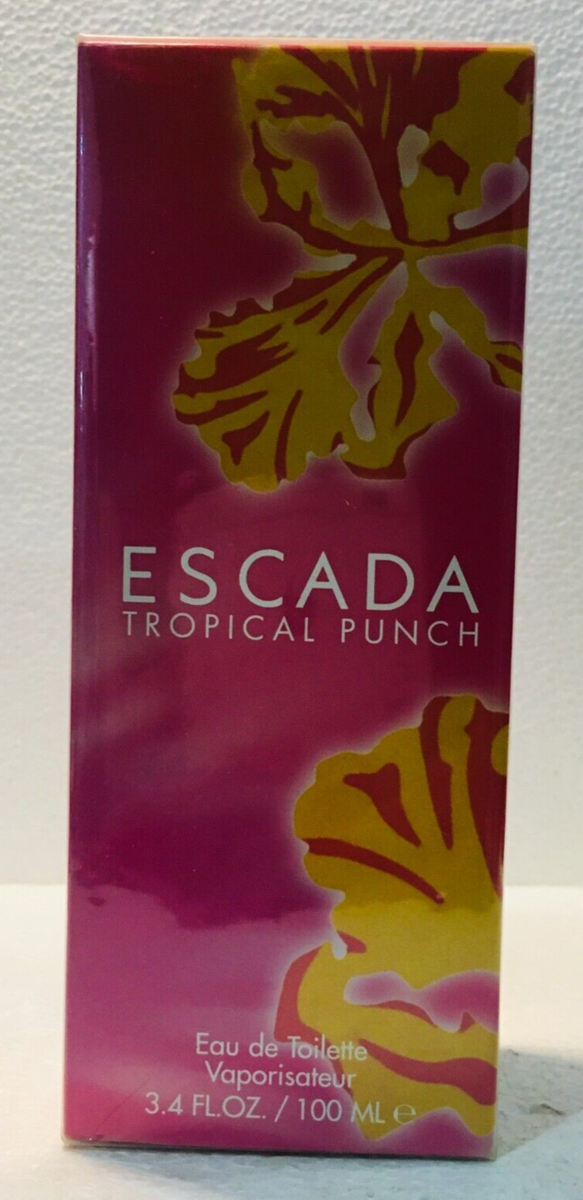 ESCADA
TROPICAL PUNCH
Eau de Toilette
Vaporisateur
3.4 FL.OZ. / 100 ML ℮